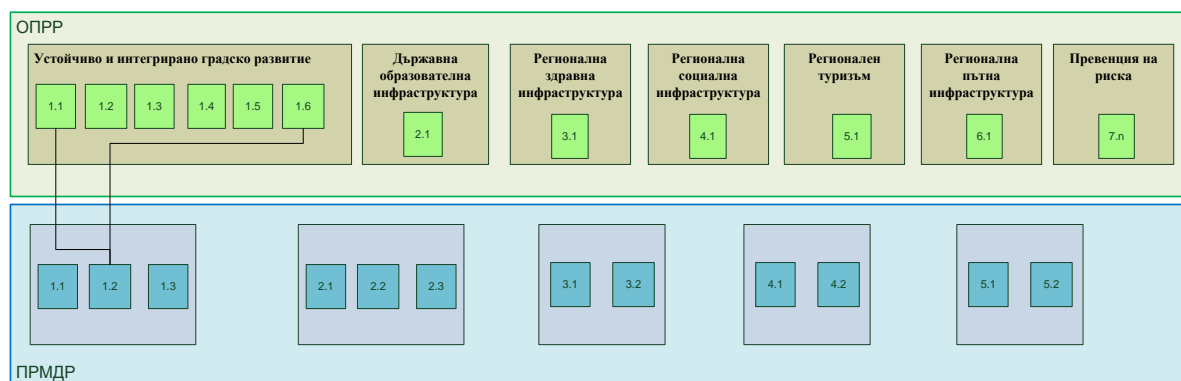 ОПРР
Устойчиво и интегрирано градско развитие
1.1
1.2
1.3
1.4
1.5
1.6
Държавна
образователна
инфраструктура
2.1
Регионална
здравна
инфраструктура
3.1
Регионална
социална
инфраструктура
4.1
Регионален
туризъм
5.1
Регионална
пътна
инфраструктура
6.1
Превенция на
риска
7.n
1.1
1.2
1.3
2.1
2.2
2.3
3.1
3.2
4.1
4.2
5.1
5.2
ПРМДР